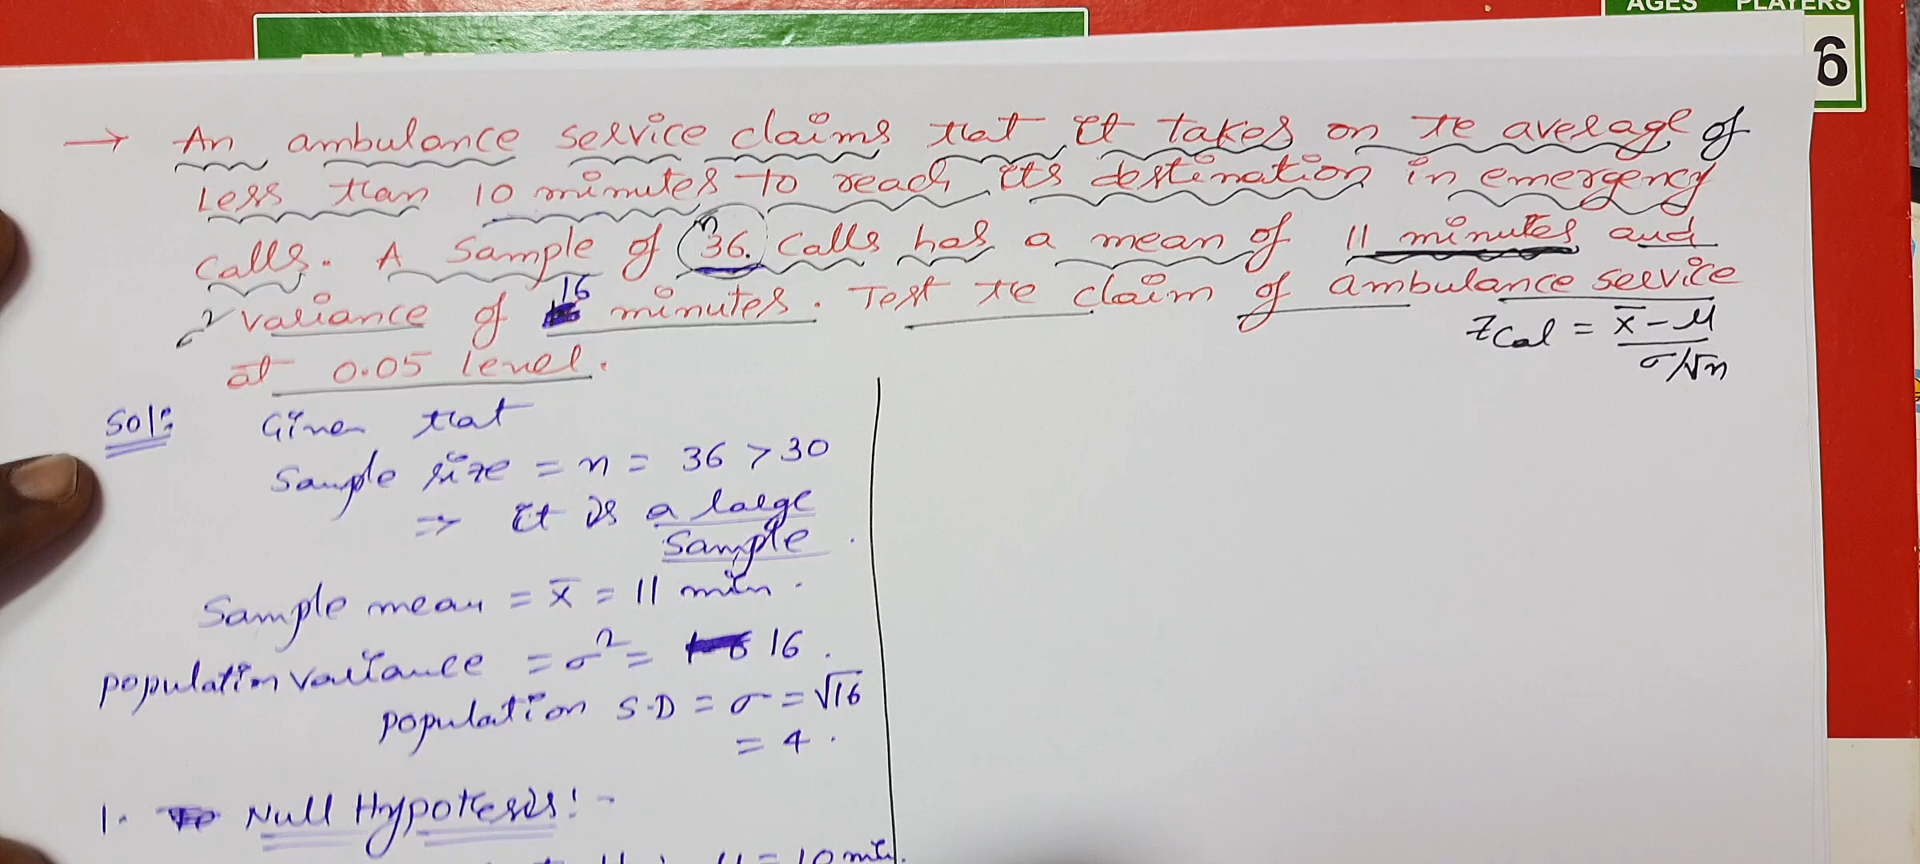 AGES PLAYERS
6
→ An ambulance service claims that it takes on the average of
less than 10 minutes to reach its destination in emergency
calls. A sample of 36. calls has a mean of 11 minutes and
variance of 16 minutes. Test the claim of ambulance service
at 0.05 level.
Zcal = x̄ - μ / σ/√n
Sol:
Given that
Sample size = n = 36 > 30
⇒ it is a large
Sample.
Sample mean = x̄ = 11 min.
population variance = σ² = 16.
population S.D = σ = √16
= 4.
1. Null Hypothesis:-
μ = 10 min.